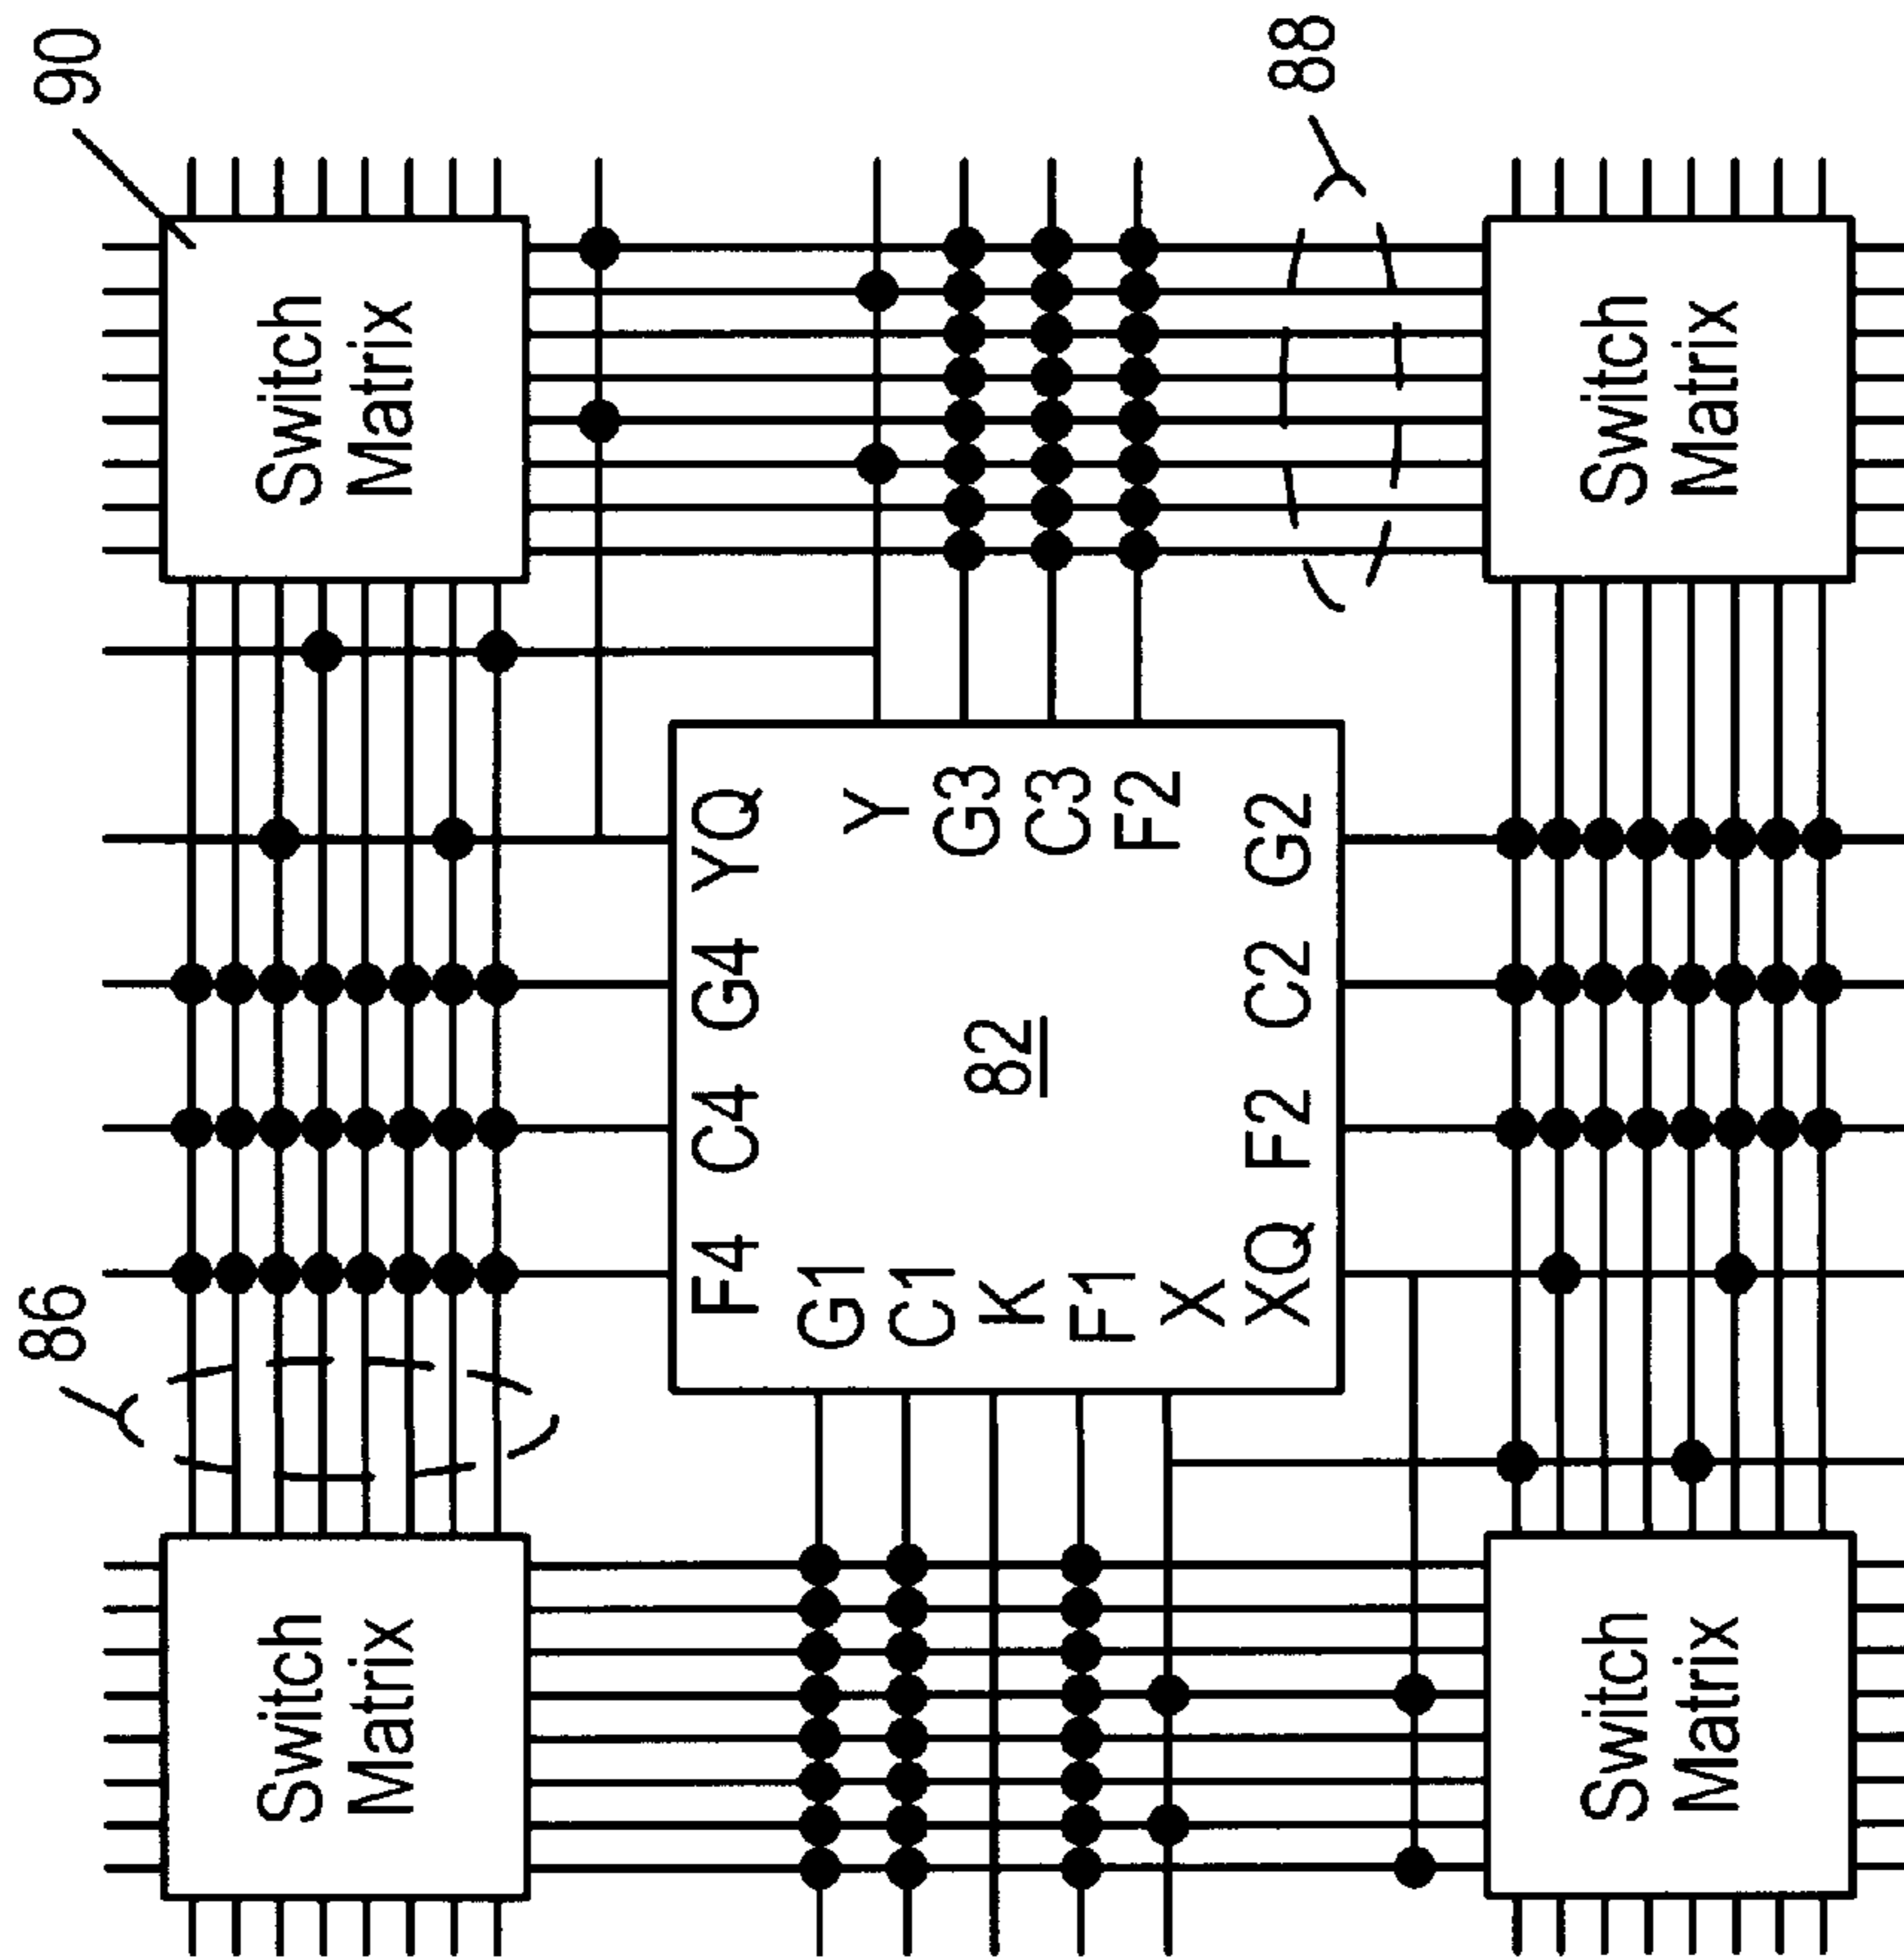 86
90
Switch Matrix
Switch Matrix
F4 C4 G4 YQ
G1
Y
C1
G3
K
82
C3
F1
F2
X
XQ F2 C2 G2
88
Switch Matrix
Switch Matrix